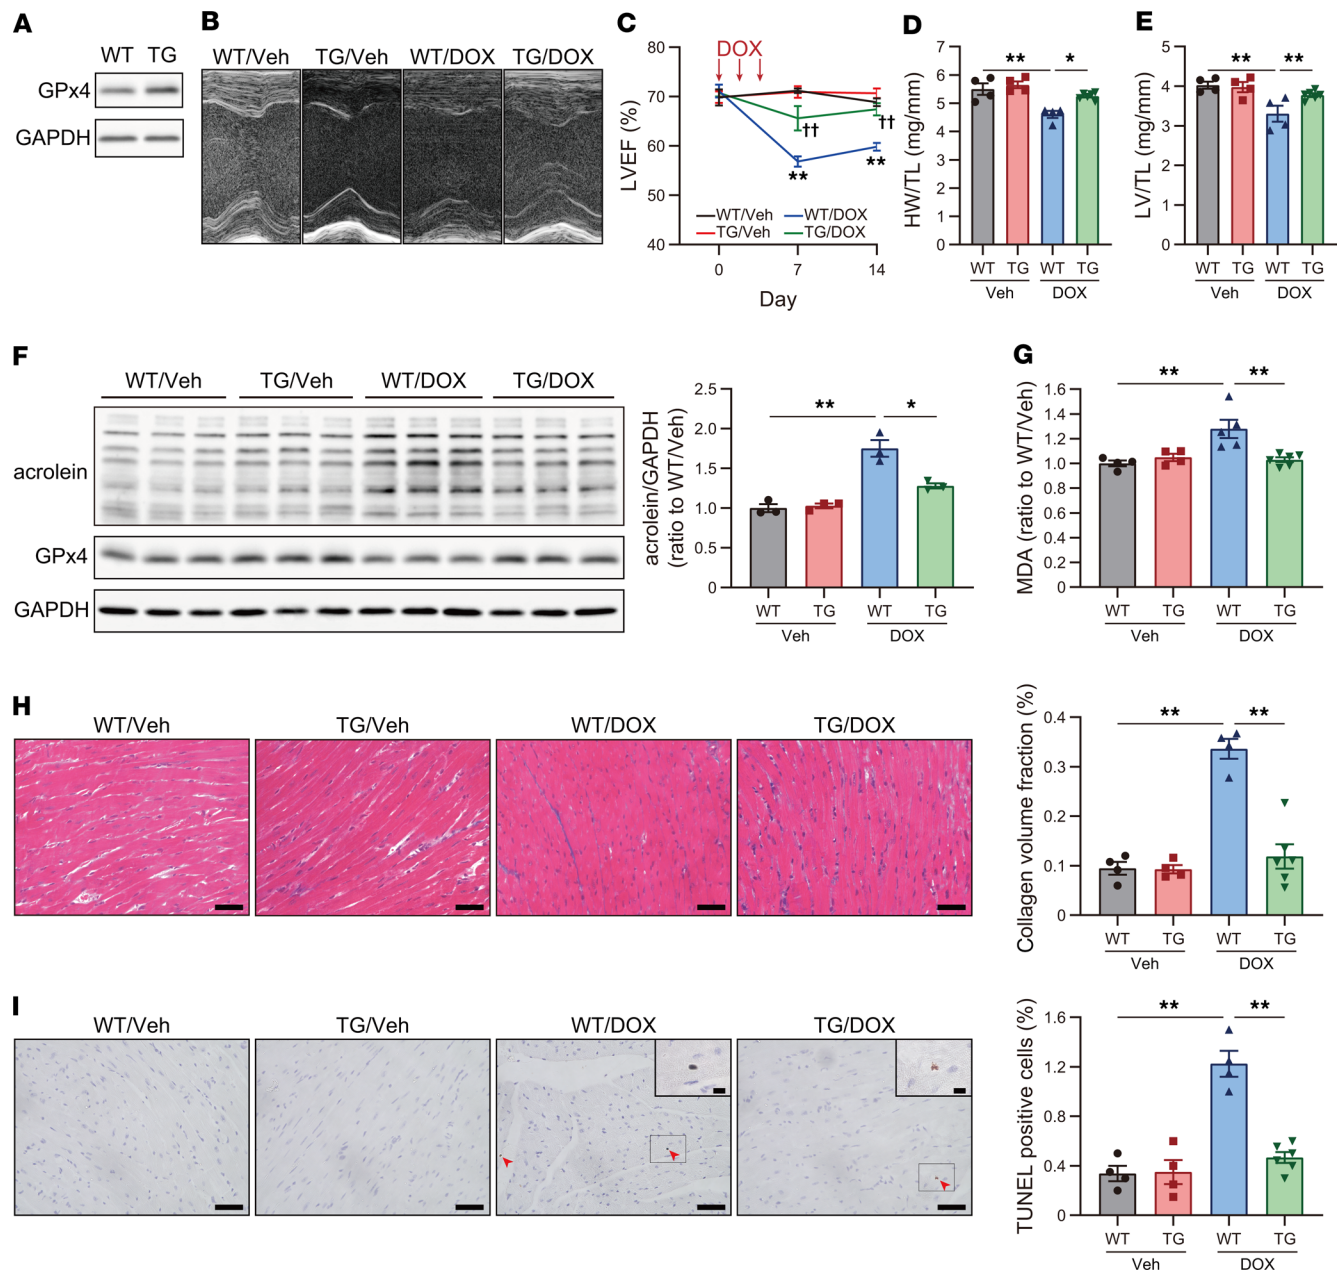 A
WT TG
GPx4
GAPDH
B
WT/Veh TG/Veh WT/DOX TG/DOX
C
DOX
LVEF (%)
80
70
60
50
40
††
††
**
**
WT/Veh WT/DOX
TG/Veh TG/DOX
0 7 14
Day
D
HW/TL (mg/mm)
** *
7
6
5
4
3
2
1
0
WT TG WT TG
Veh DOX
E
LV/TL (mg/mm)
** **
5
4
3
2
1
0
WT TG WT TG
Veh DOX
F
WT/Veh TG/Veh WT/DOX TG/DOX
acrolein
GPx4
GAPDH
acrolein/GAPDH
(ratio to WT/Veh)
** *
2.5
2.0
1.5
1.0
0.5
0
WT TG WT TG
Veh DOX
G
MDA (ratio to WT/Veh)
** **
1.6
1.4
1.2
1.0
0.8
0.6
0.4
0.2
0
WT TG WT TG
Veh DOX
H
WT/Veh TG/Veh WT/DOX TG/DOX
Collagen volume fraction (%)
** **
0.4
0.3
0.2
0.1
0
WT TG WT TG
Veh DOX
I
WT/Veh TG/Veh WT/DOX TG/DOX
TUNEL positive cells (%)
** **
1.6
1.2
0.8
0.4
0
WT TG WT TG
Veh DOX